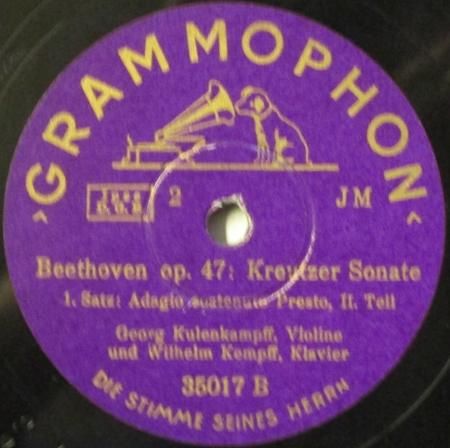 GRAMMOPHON
2
JM
Beethoven op. 47: Kreutzer Sonate
1. Satz: Adagio sostenuto Presto, II. Teil
Georg Kulenkampff, Violine
und Wilhelm Kempff, Klavier
35017 B
DIE STIMME SEINES HERRN